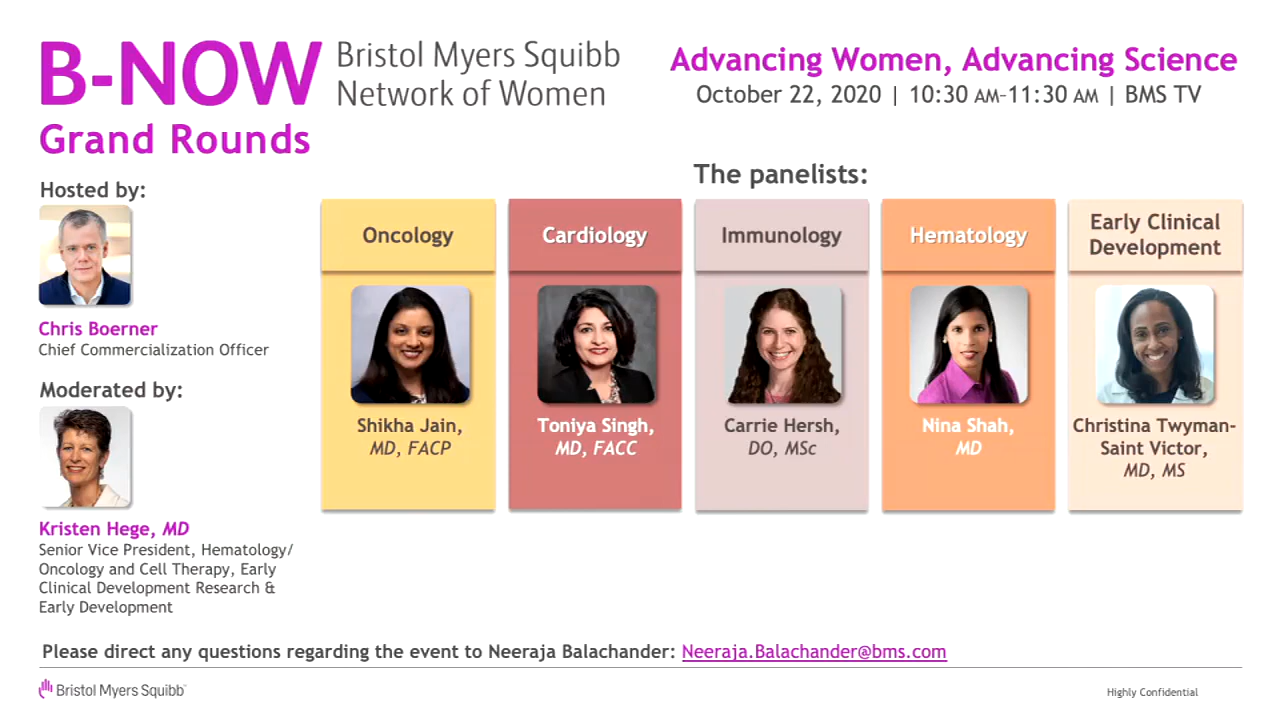 B-NOW
Bristol Myers Squibb
Network of Women
Grand Rounds
Advancing Women, Advancing Science
October 22, 2020 | 10:30 AM–11:30 AM | BMS TV
Hosted by:
Chris Boerner
Chief Commercialization Officer
Moderated by:
Kristen Hege, MD
Senior Vice President, Hematology/
Oncology and Cell Therapy, Early
Clinical Development Research &
Early Development
The panelists:
Oncology
Shikha Jain,
MD, FACP
Cardiology
Toniya Singh,
MD, FACC
Immunology
Carrie Hersh,
DO, MSc
Hematology
Nina Shah,
MD
Early Clinical
Development
Christina Twyman-
Saint Victor,
MD, MS
Please direct any questions regarding the event to Neeraja Balachander: Neeraja.Balachander@bms.com
Bristol Myers Squibb™
Highly Confidential